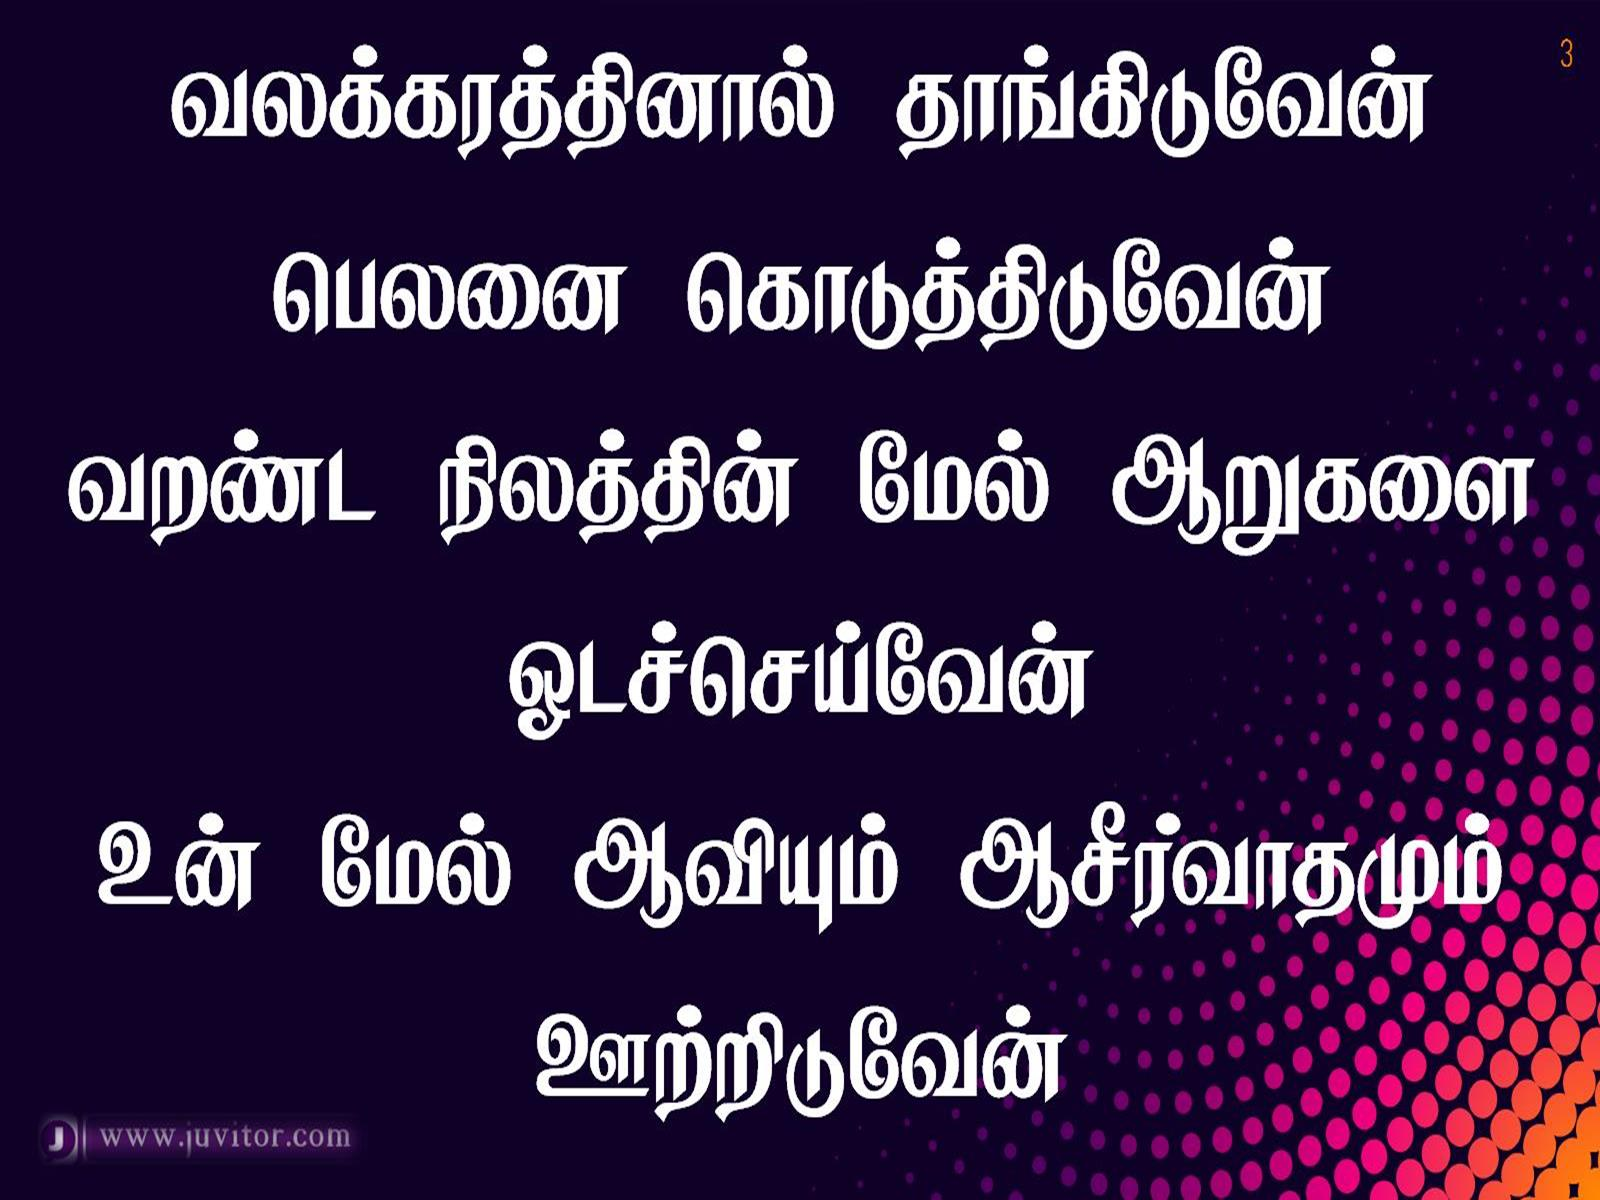 வலக்கரத்தினால் தாங்கிடுவேன்
3
பெலனை கொடுத்திடுவேன்
வறண்ட நிலத்தின் மேல் ஆறுகளை
ஓடச்செய்வேன்
உன் மேல் ஆவியும் ஆசீர்வாதமும்
ஊற்றிடுவேன்
J www.juvitor.com